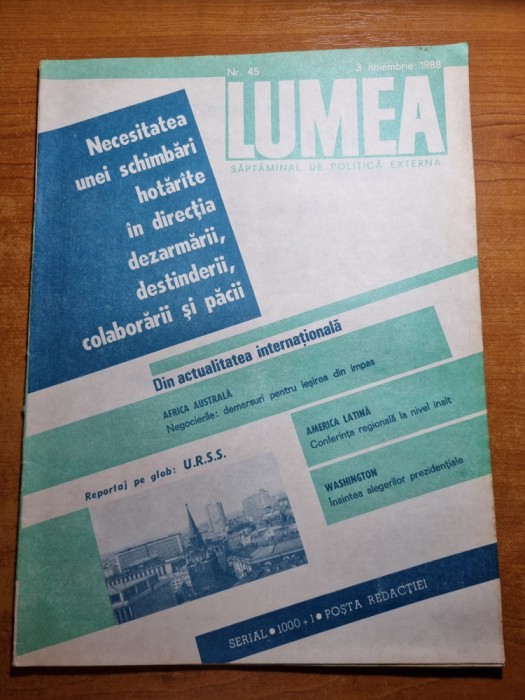 Nr. 45
3 noiembrie 1988
LUMEA
SĂPTĂMÎNAL DE POLITICĂ EXTERNĂ
Necesitatea
unei schimbări
hotărîte
în direcția
dezarmării,
destinderii,
colaborării și păcii
Din actualitatea internațională
AFRICA AUSTRALĂ
Negocierile: demersuri pentru ieșirea din impas
AMERICA LATINĂ
Conferința regională la nivel înalt
WASHINGTON
Înaintea alegerilor prezidențiale
Reportaj pe glob: U.R.S.S.
SERIAL • 1000 + 1 • POȘTA REDACȚIEI